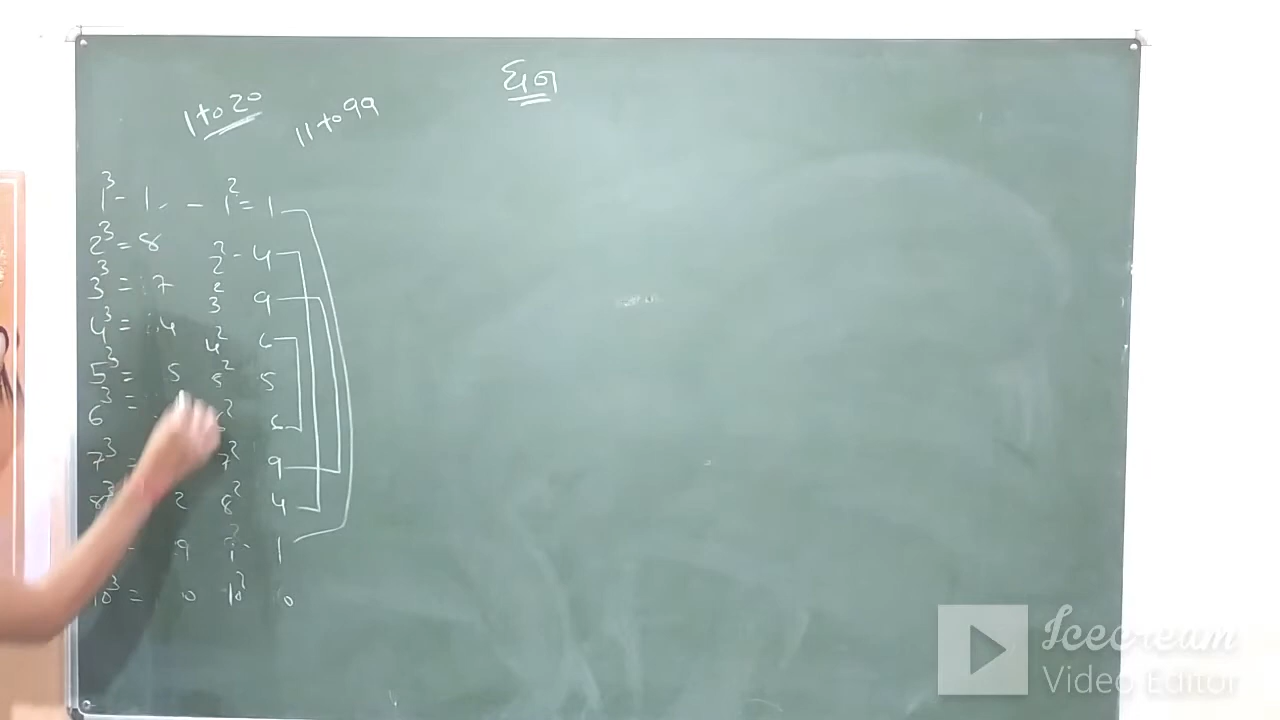 ઘન
1 to 20 11 to 99
1³ - 1 - 1² = 1
2³ = 8 2² - 4
3³ = 7 3² 9
4³ = 4 4² 6
5³ = 5 5² 5
6³ = 6² 6
7³ = 7² 9
8³ 2 8² 4
9 1
10³ = 0 10² 0
Icecream
Video Editor